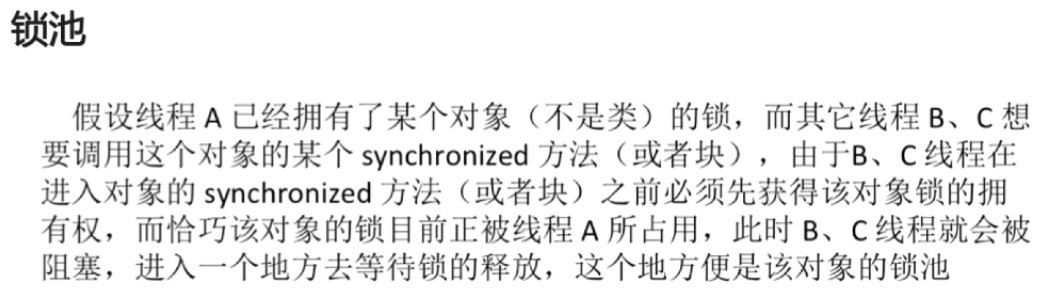 锁池
假设线程 A 已经拥有了某个对象（不是类）的锁，而其它线程 B、C 想
要调用这个对象的某个 synchronized 方法（或者块），由于B、C 线程在
进入对象的 synchronized 方法（或者块）之前必须先获得该对象锁的拥
有权，而恰巧该对象的锁目前正被线程 A 所占用，此时 B、C 线程就会被
阻塞，进入一个地方去等待锁的释放，这个地方便是该对象的锁池